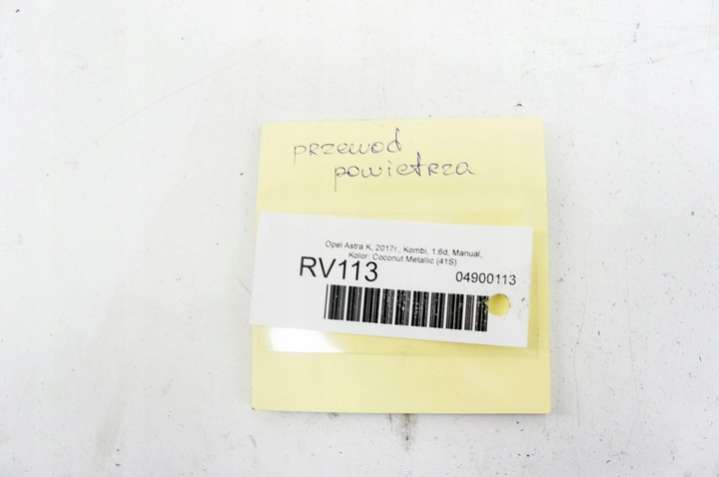 przewod
powietrza
Opel Astra K, 2017r., Kombi, 1.6d, Manual,
Kolor: Coconut Metallic (41S)
RV113
04900113